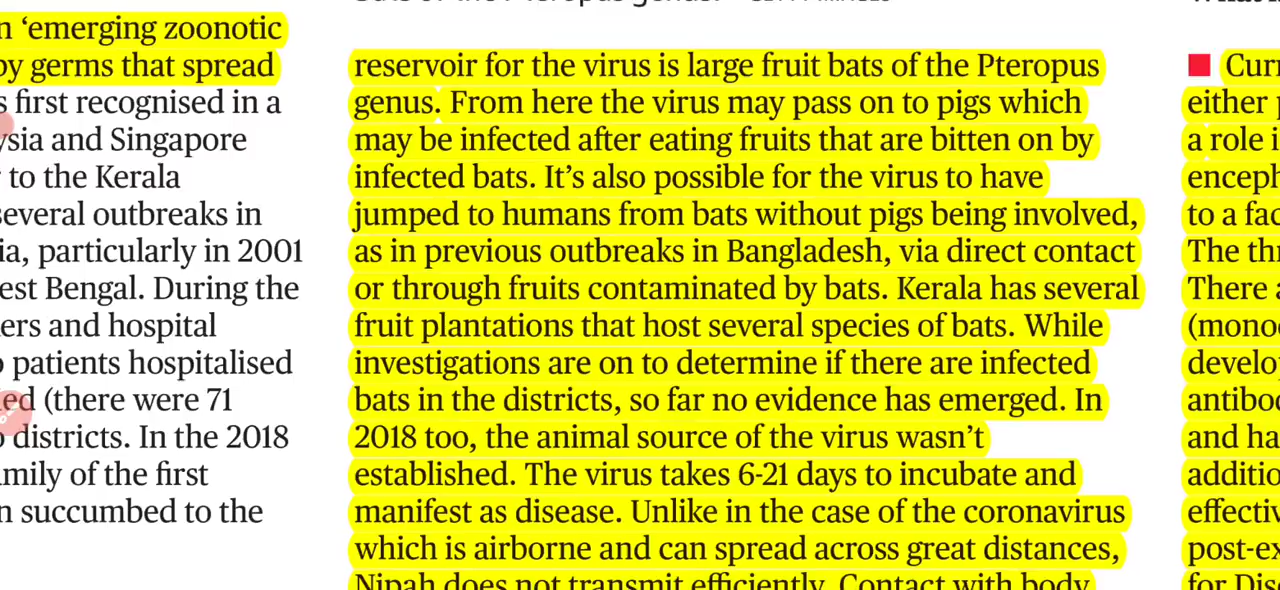 n ‘emerging zoonotic
by germs that spread
s first recognised in a
ysia and Singapore
to the Kerala
several outbreaks in
ia, particularly in 2001
est Bengal. During the
ers and hospital
patients hospitalised
ed (there were 71
districts. In the 2018
mily of the first
n succumbed to the
reservoir for the virus is large fruit bats of the Pteropus
genus. From here the virus may pass on to pigs which
may be infected after eating fruits that are bitten on by
infected bats. It’s also possible for the virus to have
jumped to humans from bats without pigs being involved,
as in previous outbreaks in Bangladesh, via direct contact
or through fruits contaminated by bats. Kerala has several
fruit plantations that host several species of bats. While
investigations are on to determine if there are infected
bats in the districts, so far no evidence has emerged. In
2018 too, the animal source of the virus wasn’t
established. The virus takes 6-21 days to incubate and
manifest as disease. Unlike in the case of the coronavirus
which is airborne and can spread across great distances,
Nipah does not transmit efficiently. Contact with body
■ Curr
either p
a role i
enceph
to a fac
The thr
There a
(mono
develop
antibod
and ha
additio
effectiv
post-ex
for Dis